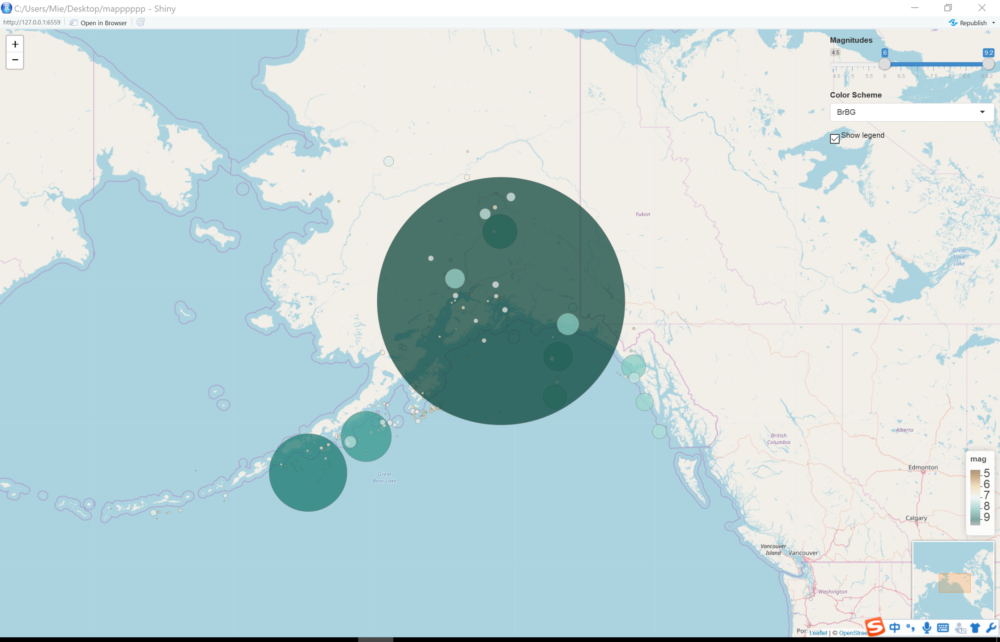 C:/Users/Mie/Desktop/mapppppp - Shiny
http://127.0.0.1:6559 Open in Browser Republish
+
−
Magnitudes
4.5 6 9.2
4.5 5 5.5 6 6.5 7 7.5 8 8.5 9 9.2
Color Scheme
BrBG
Show legend
Yukon
Great
Slave
Lake
Alberta
British
Columbia
Great
Bear Lake
Edmonton
Calgary
mag
5
6
7
8
9
Vancouver
Island
Vancouver
Washington
Leaflet | © OpenStree
中